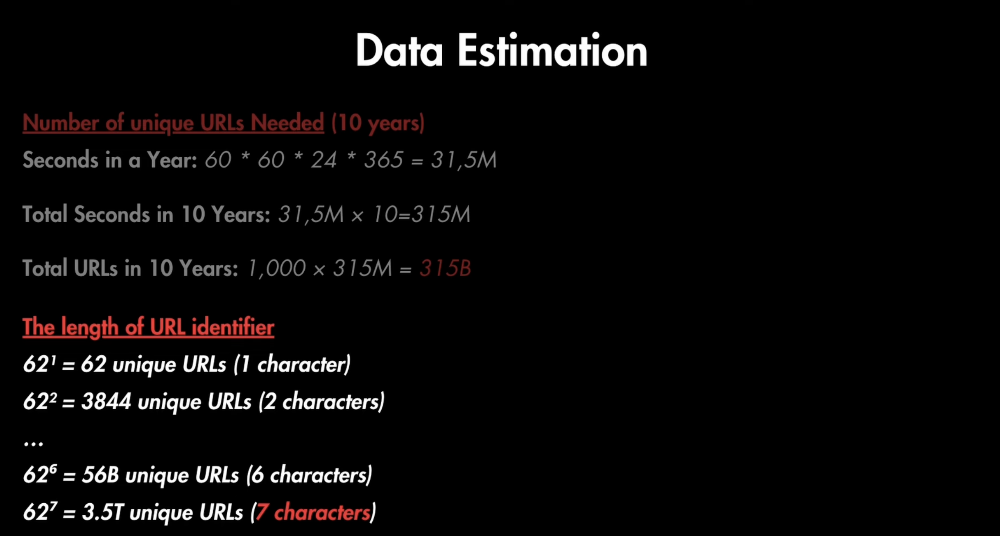 Data Estimation
Number of unique URLs Needed (10 years)
Seconds in a Year: 60 * 60 * 24 * 365 = 31,5M
Total Seconds in 10 Years: 31,5M × 10=315M
Total URLs in 10 Years: 1,000 × 315M = 315B
The length of URL identifier
62¹ = 62 unique URLs (1 character)
62² = 3844 unique URLs (2 characters)
...
62⁶ = 56B unique URLs (6 characters)
62⁷ = 3.5T unique URLs (7 characters)